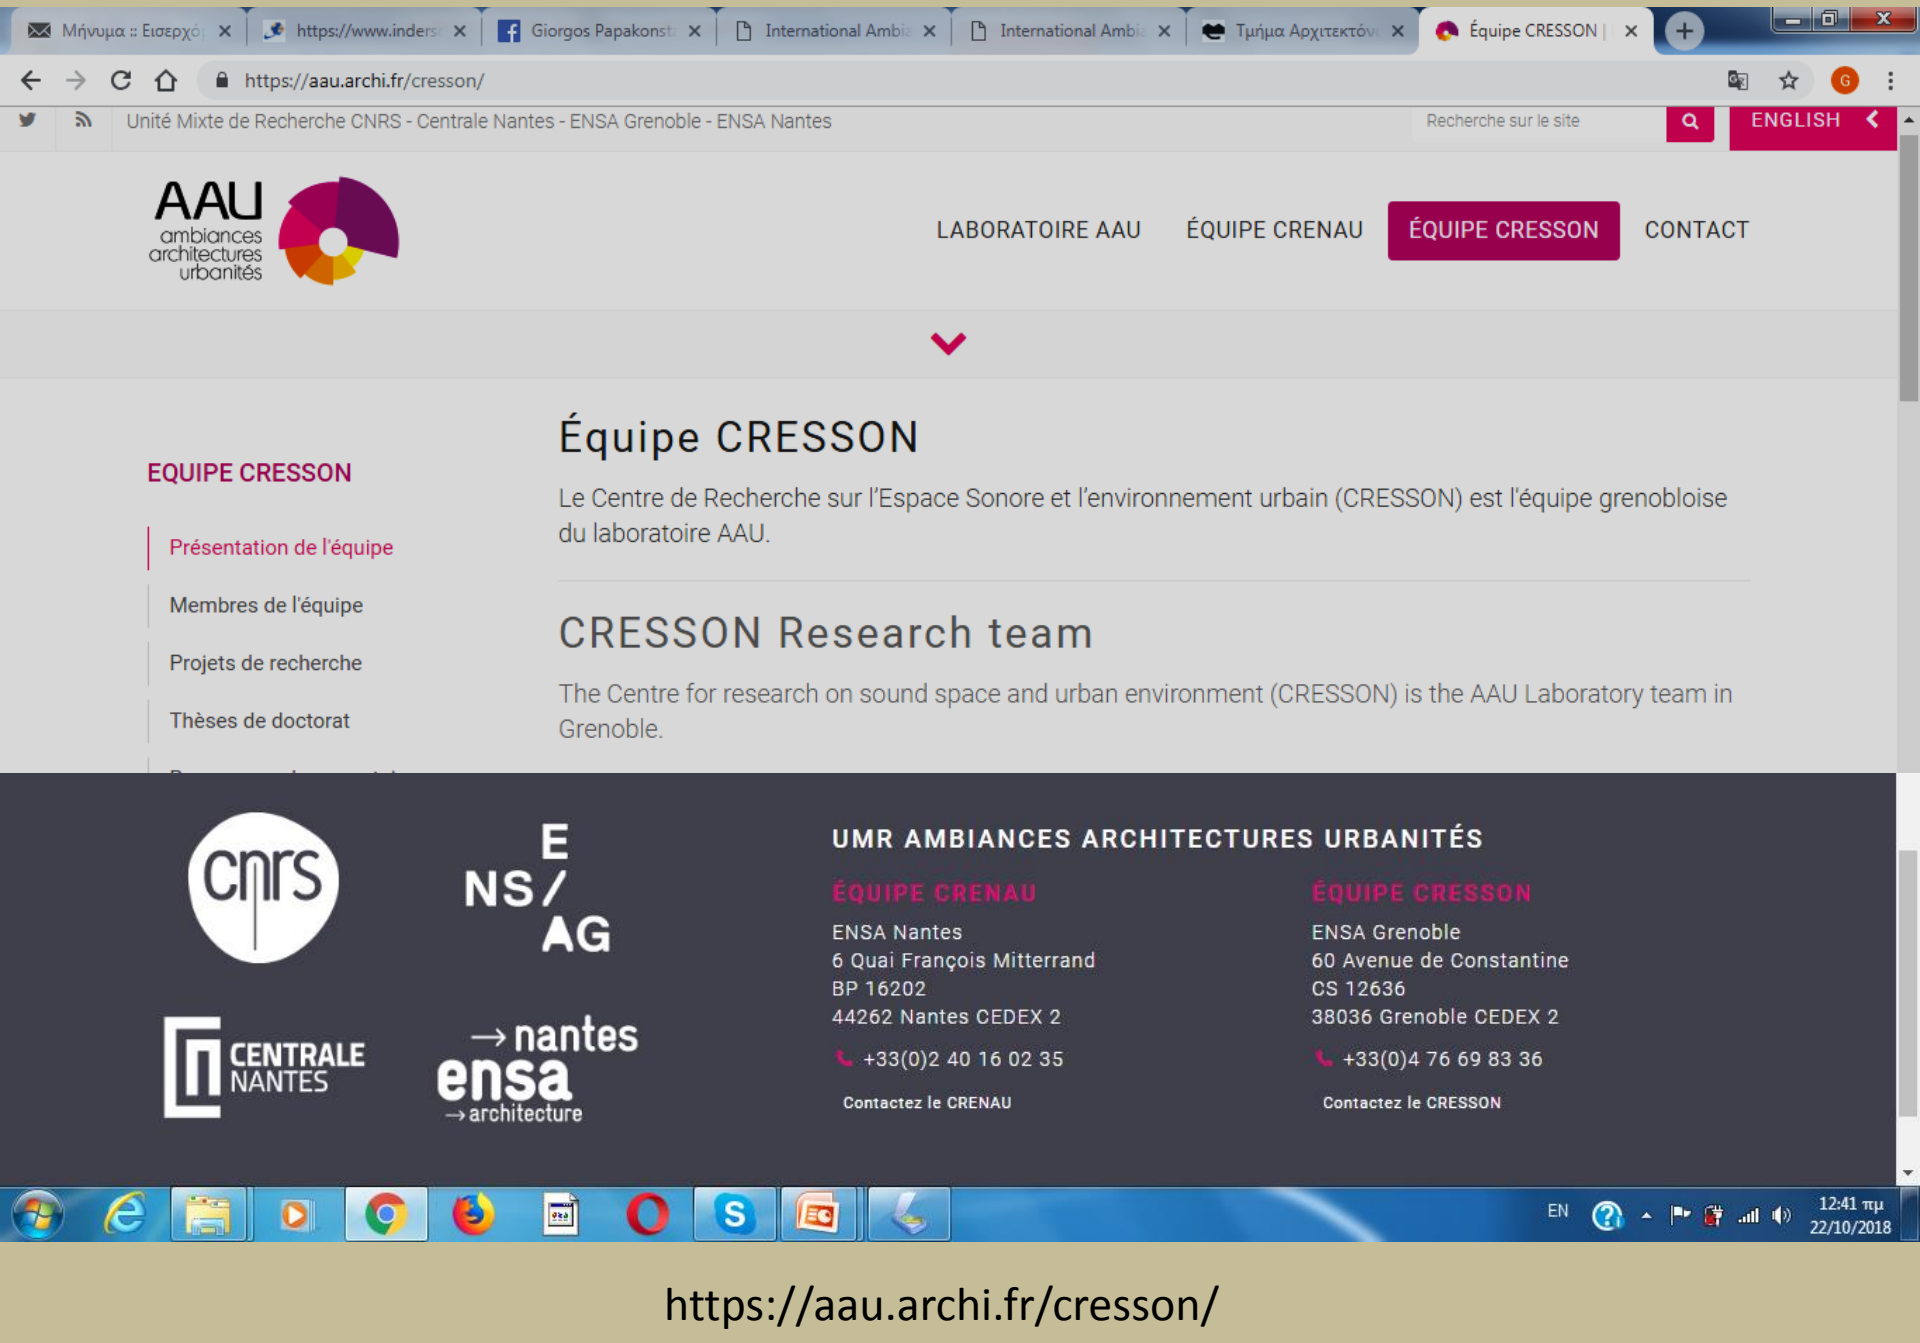 Μήνυμα :: Εισερχό
https://www.inders
Giorgos Papakonst
International Ambia
International Ambia
Τμήμα Αρχιτεκτόν
Équipe CRESSON |
https://aau.archi.fr/cresson/
G
Unité Mixte de Recherche CNRS - Centrale Nantes - ENSA Grenoble - ENSA Nantes
Recherche sur le site
ENGLISH
AAU
ambiances
architectures
urbanités
LABORATOIRE AAU
ÉQUIPE CRENAU
ÉQUIPE CRESSON
CONTACT
EQUIPE CRESSON
Présentation de l'équipe
Membres de l'équipe
Projets de recherche
Thèses de doctorat
Équipe CRESSON
Le Centre de Recherche sur l'Espace Sonore et l'environnement urbain (CRESSON) est l'équipe grenobloise
du laboratoire AAU.
CRESSON Research team
The Centre for research on sound space and urban environment (CRESSON) is the AAU Laboratory team in
Grenoble.
cnrs
E
NS/
AG
CENTRALE
NANTES
→nantes
ensa
→architecture
UMR AMBIANCES ARCHITECTURES URBANITÉS
ÉQUIPE CRENAU
ENSA Nantes
6 Quai François Mitterrand
BP 16202
44262 Nantes CEDEX 2
+33(0)2 40 16 02 35
Contactez le CRENAU
ÉQUIPE CRESSON
ENSA Grenoble
60 Avenue de Constantine
CS 12636
38036 Grenoble CEDEX 2
+33(0)4 76 69 83 36
Contactez le CRESSON
EN
12:41 πμ
22/10/2018
https://aau.archi.fr/cresson/